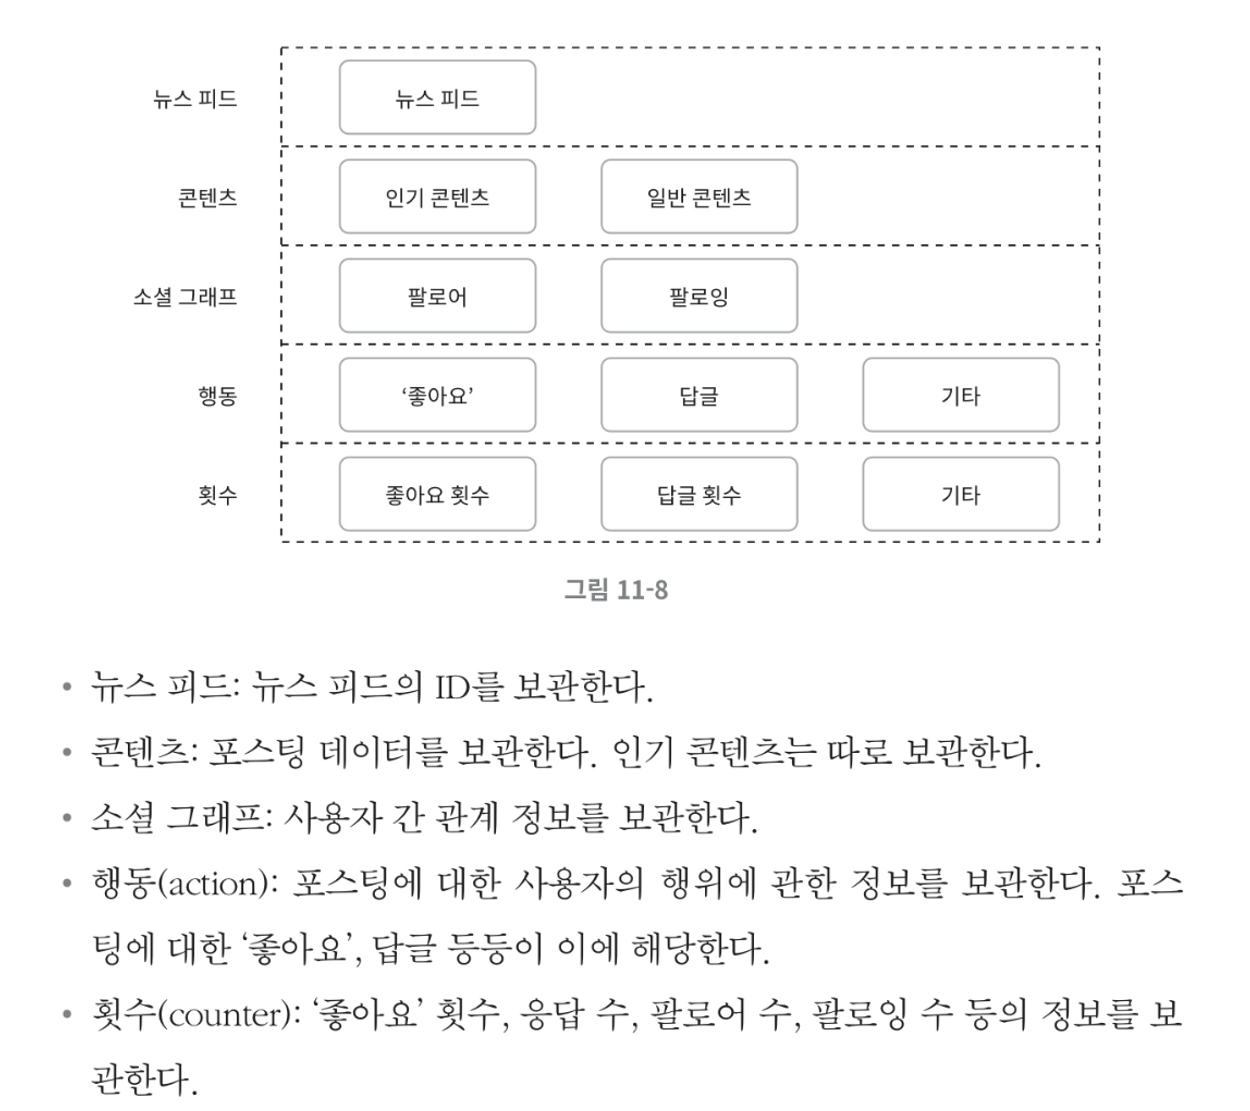 뉴스 피드 뉴스 피드
콘텐츠 인기 콘텐츠 일반 콘텐츠
소셜 그래프 팔로어 팔로잉
행동 ‘좋아요’ 답글 기타
횟수 좋아요 횟수 답글 횟수 기타
그림 11-8
• 뉴스 피드: 뉴스 피드의 ID를 보관한다.
• 콘텐츠: 포스팅 데이터를 보관한다. 인기 콘텐츠는 따로 보관한다.
• 소셜 그래프: 사용자 간 관계 정보를 보관한다.
• 행동(action): 포스팅에 대한 사용자의 행위에 관한 정보를 보관한다. 포스
팅에 대한 ‘좋아요’, 답글 등등이 이에 해당한다.
• 횟수(counter): ‘좋아요’ 횟수, 응답 수, 팔로어 수, 팔로잉 수 등의 정보를 보
관한다.